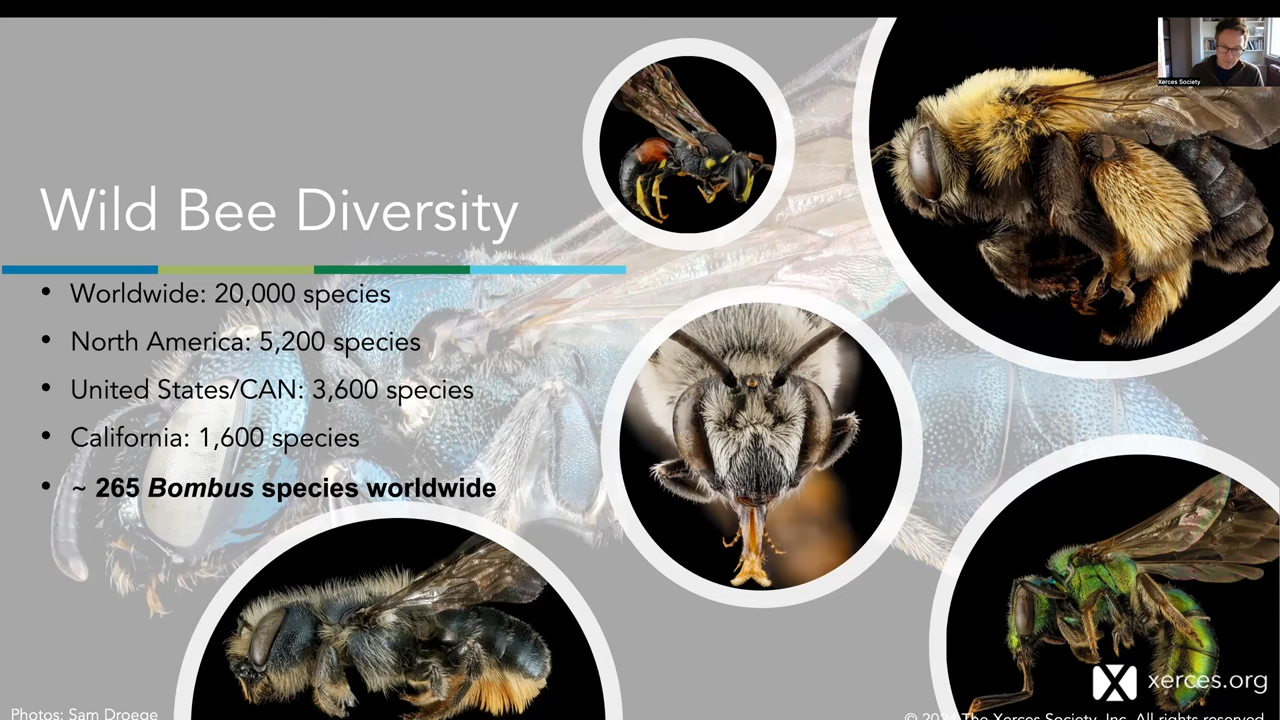 Xerces Society
Wild Bee Diversity
• Worldwide: 20,000 species
• North America: 5,200 species
• United States/CAN: 3,600 species
• California: 1,600 species
• ~ 265 Bombus species worldwide
xerces.org
Photos: Sam Droege
The Xerces Society, Inc. All rights reserved